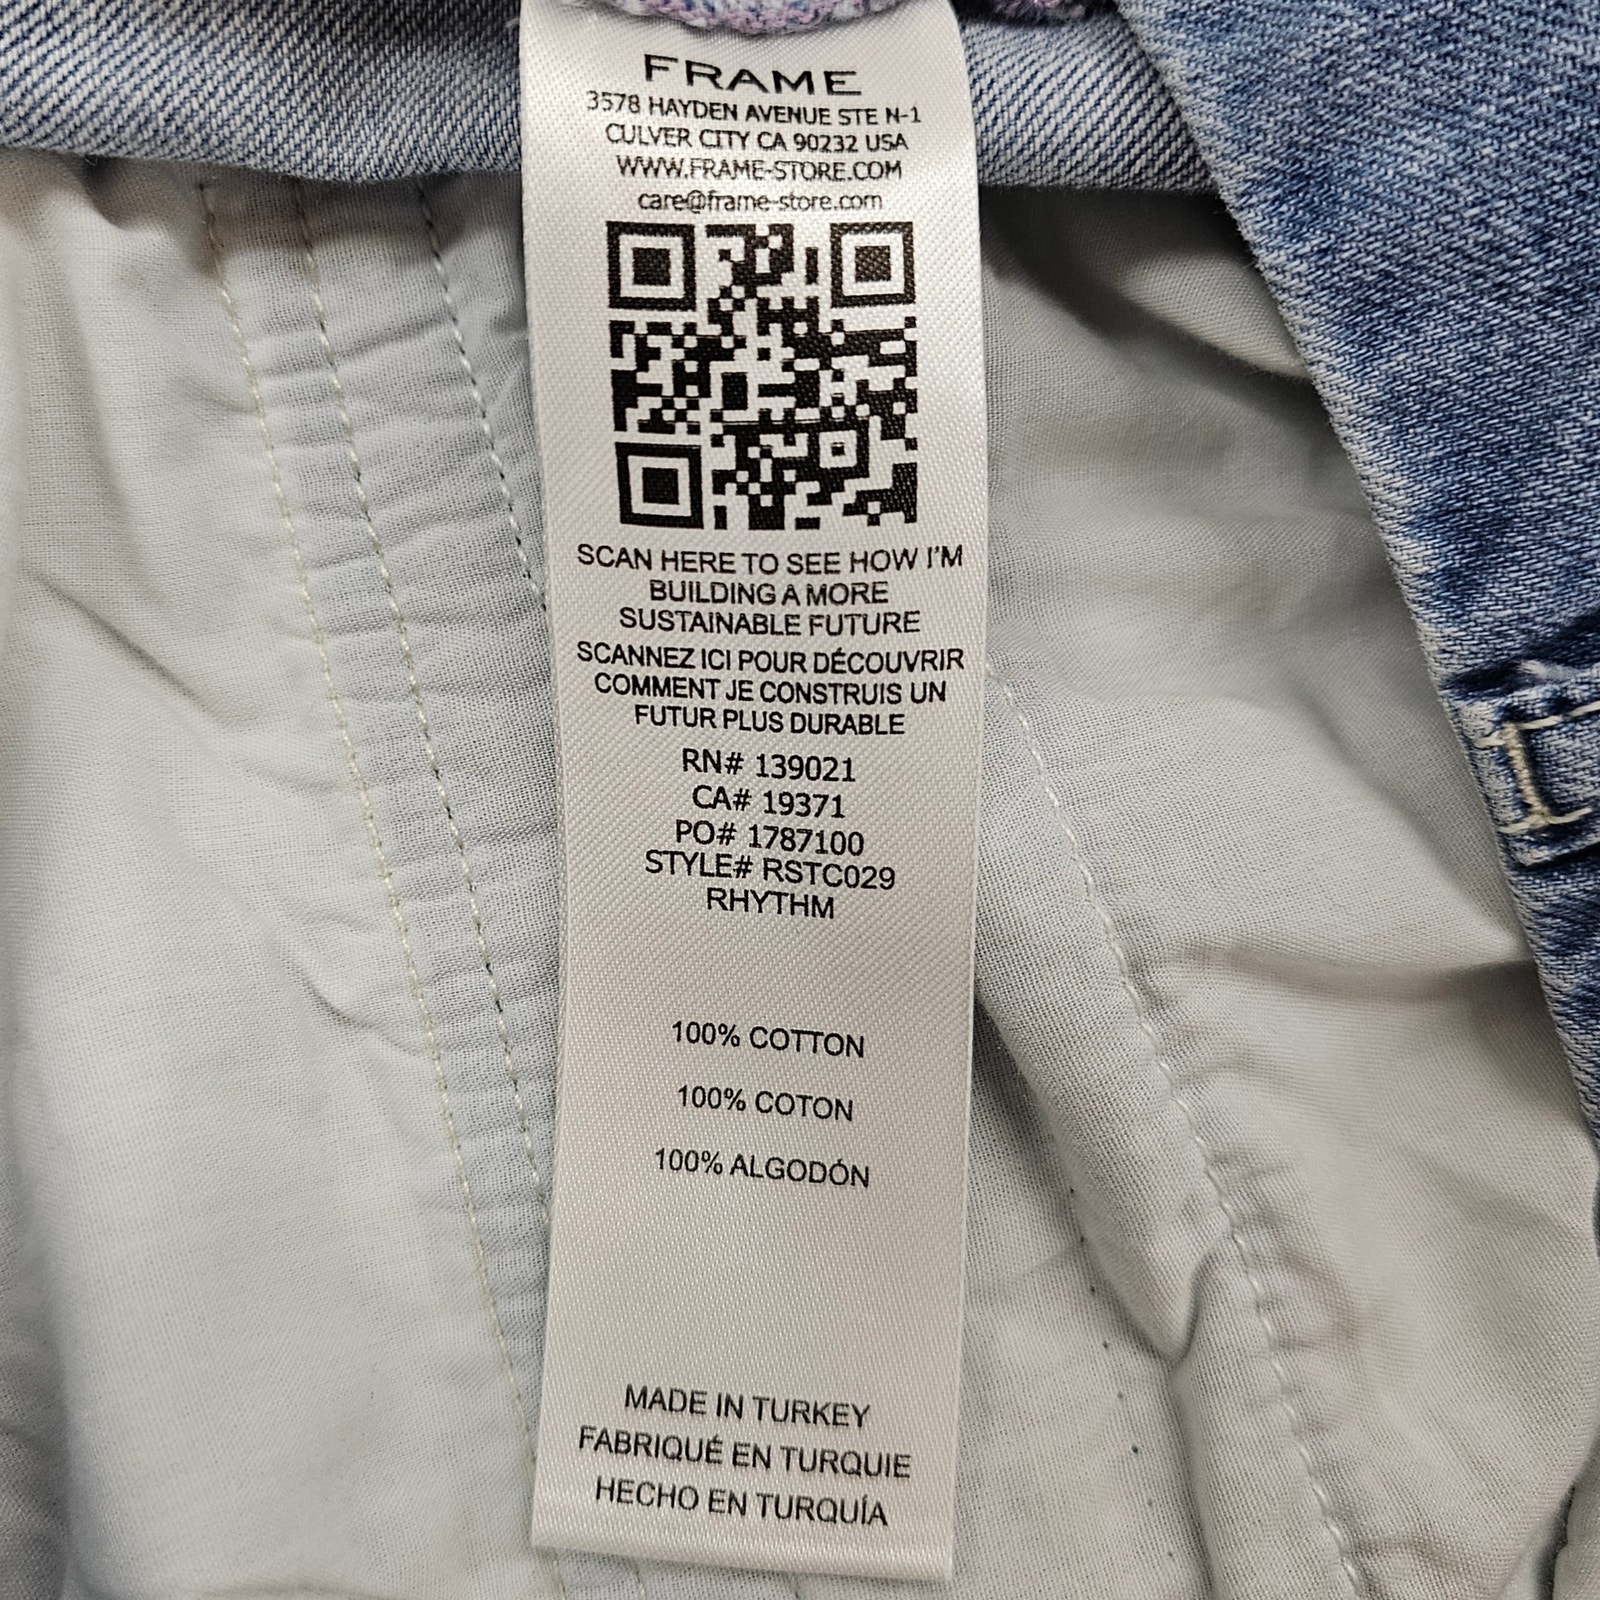 FRAME
3578 HAYDEN AVENUE STE N-1
CULVER CITY CA 90232 USA
WWW.FRAME-STORE.COM
care@frame-store.com
SCAN HERE TO SEE HOW I'M
BUILDING A MORE
SUSTAINABLE FUTURE
SCANNEZ ICI POUR DÉCOUVRIR
COMMENT JE CONSTRUIS UN
FUTUR PLUS DURABLE
RN# 139021
CA# 19371
PO# 1787100
STYLE# RSTC029
RHYTHM
100% COTTON
100% COTON
100% ALGODÓN
MADE IN TURKEY
FABRIQUÉ EN TURQUIE
HECHO EN TURQUÍA